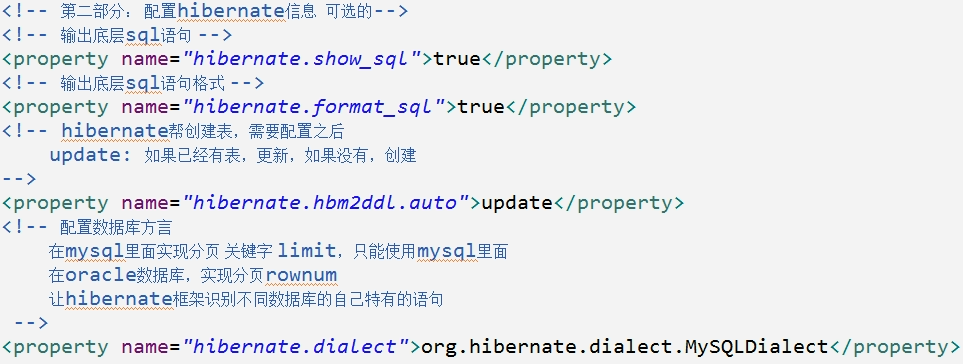 <!-- 第二部分： 配置hibernate信息  可选的-->
<!-- 输出底层sql语句 -->
<property name="hibernate.show_sql">true</property>
<!-- 输出底层sql语句格式 -->
<property name="hibernate.format_sql">true</property>
<!-- hibernate帮创建表，需要配置之后
update: 如果已经有表，更新，如果没有，创建
-->
<property name="hibernate.hbm2ddl.auto">update</property>
<!-- 配置数据库方言
在mysql里面实现分页 关键字 limit，只能使用mysql里面
在oracle数据库，实现分页rownum
让hibernate框架识别不同数据库的自己特有的语句
-->
<property name="hibernate.dialect">org.hibernate.dialect.MySQLDialect</property>